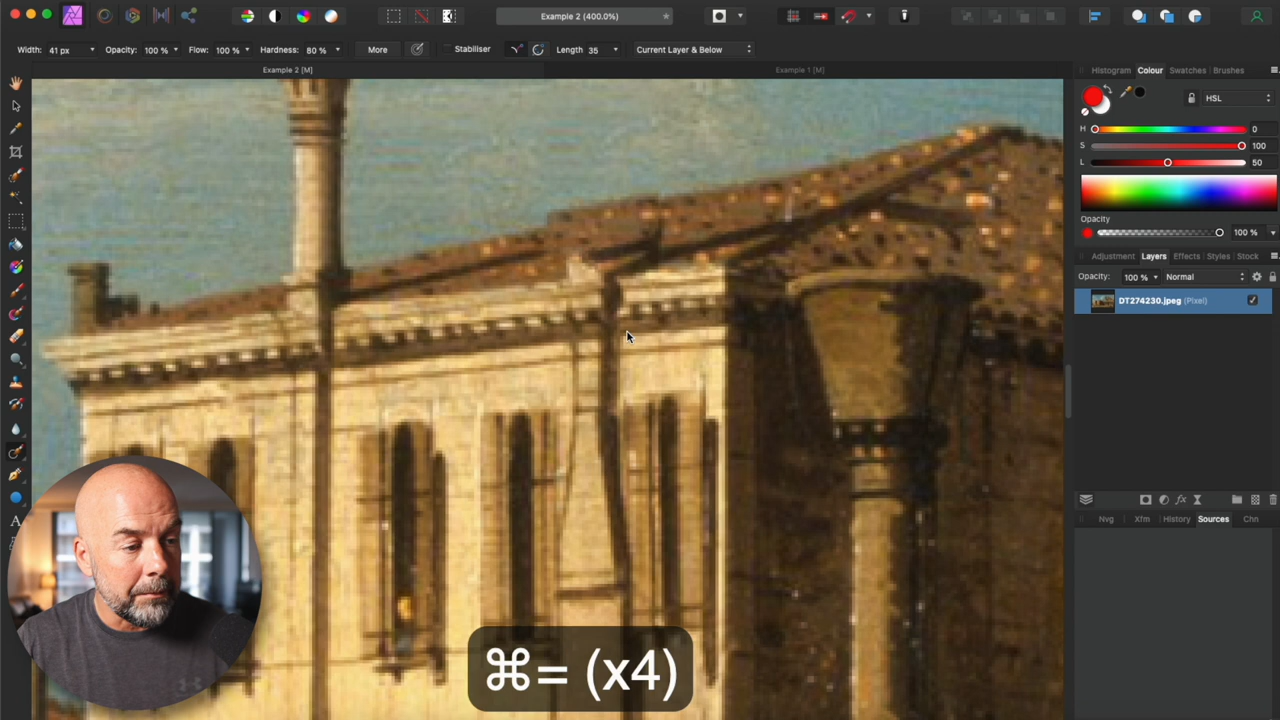 Example 2 (400.0%)
Width: 41 px Opacity: 100 % Flow: 100 % Hardness: 80 % More Stabiliser Length 35 Current Layer & Below
Example 2 [M] Example 1 [M]
Histogram Colour Swatches Brushes
HSL
H 0
S 100
L 50
Opacity
100 %
Adjustment Layers Effects Styles Stock
Opacity: 100 % Normal
DT274230.jpeg (Pixel)
fx
Nvg Xfm History Sources Chn
A
⌘= (x4)